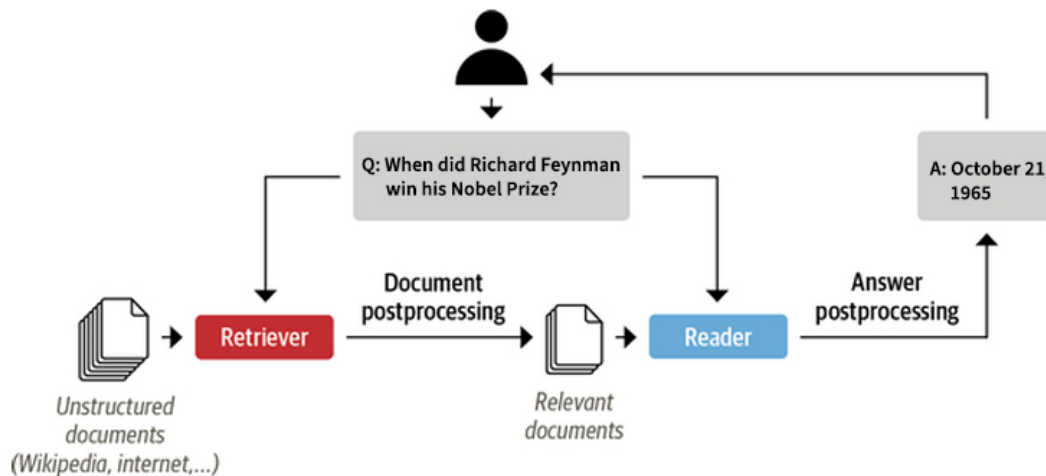 Q: When did Richard Feynman
win his Nobel Prize?
A: October 21
1965
Document
postprocessing
Answer
postprocessing
Retriever
Reader
Unstructured
documents
(Wikipedia, internet,...)
Relevant
documents